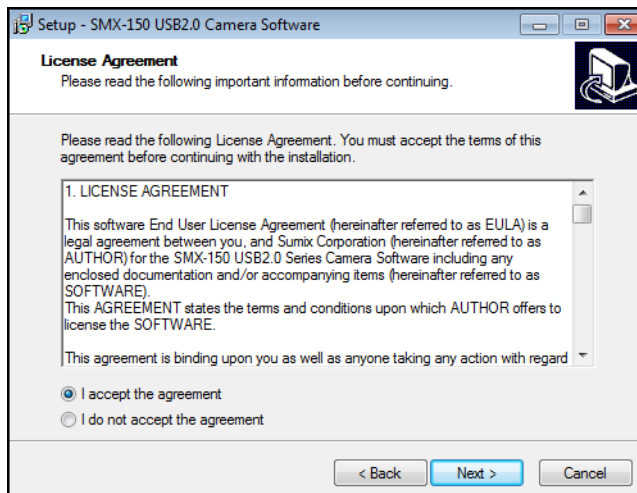 Setup - SMX-150 USB2.0 Camera Software
License Agreement
Please read the following important information before continuing.
Please read the following License Agreement. You must accept the terms of this
agreement before continuing with the installation.
1. LICENSE AGREEMENT
This software End User License Agreement (hereinafter referred to as EULA) is a
legal agreement between you, and Sumix Corporation (hereinafter referred to as
AUTHOR) for the SMX-150 USB2.0 Series Camera Software including any
enclosed documentation and/or accompanying items (hereinafter referred to as
SOFTWARE).
This AGREEMENT states the terms and conditions upon which AUTHOR offers to
license the SOFTWARE.
This agreement is binding upon you as well as anyone taking any action with regard
I accept the agreement
I do not accept the agreement
< Back
Next >
Cancel